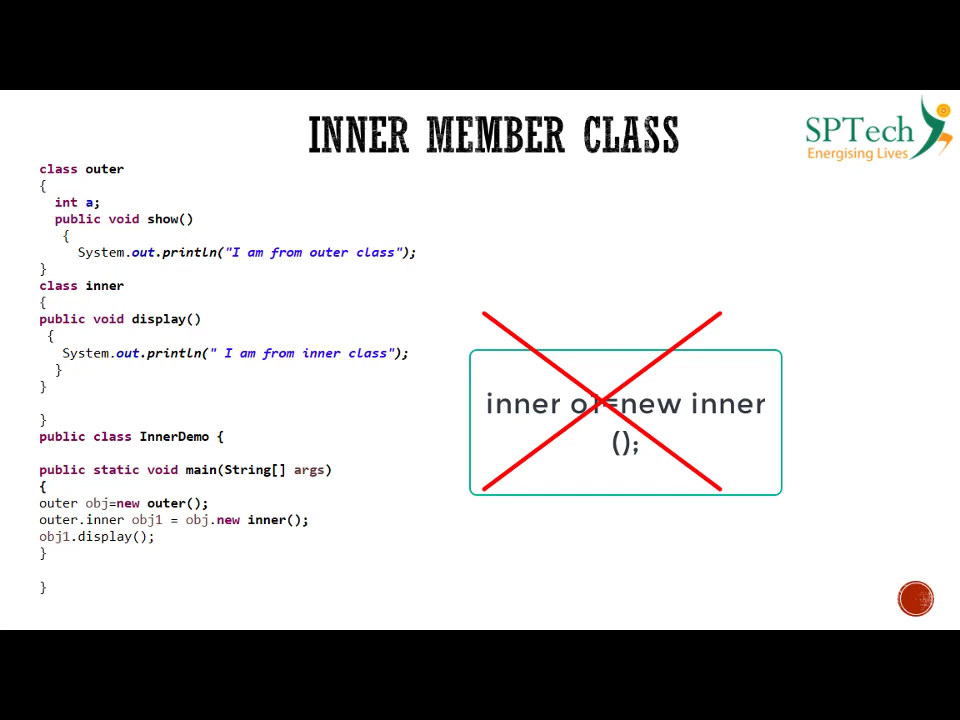 INNER MEMBER CLASS
SPTech
Energising Lives
class outer
{
int a;
public void show()
{
System.out.println("I am from outer class");
}
class inner
{
public void display()
{
System.out.println(" I am from inner class");
}
}
}
public class InnerDemo {
public static void main(String[] args)
{
outer obj=new outer();
outer.inner obj1 = obj.new inner();
obj1.display();
}
}
inner o1=new inner
();